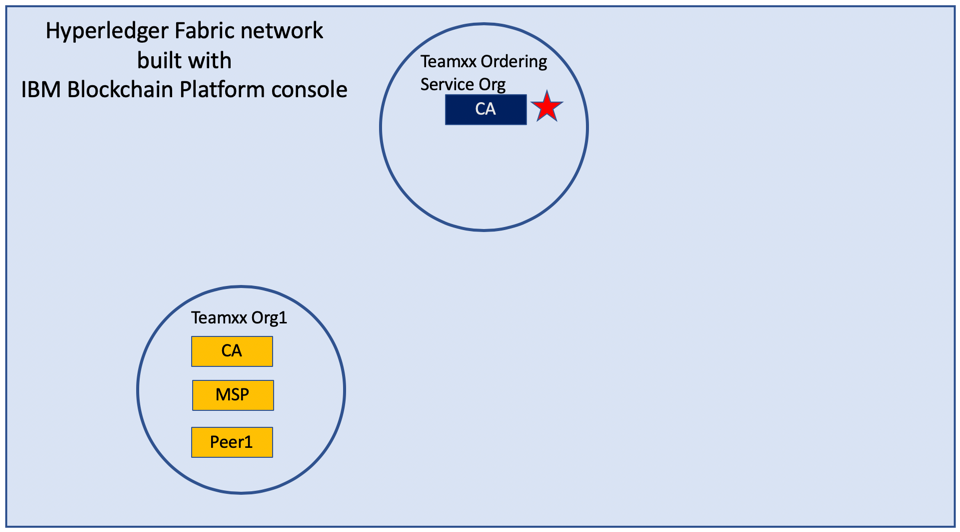 Hyperledger Fabric network
built with
IBM Blockchain Platform console
Teamxx Ordering
Service Org
CA
Teamxx Org1
CA
MSP
Peer1